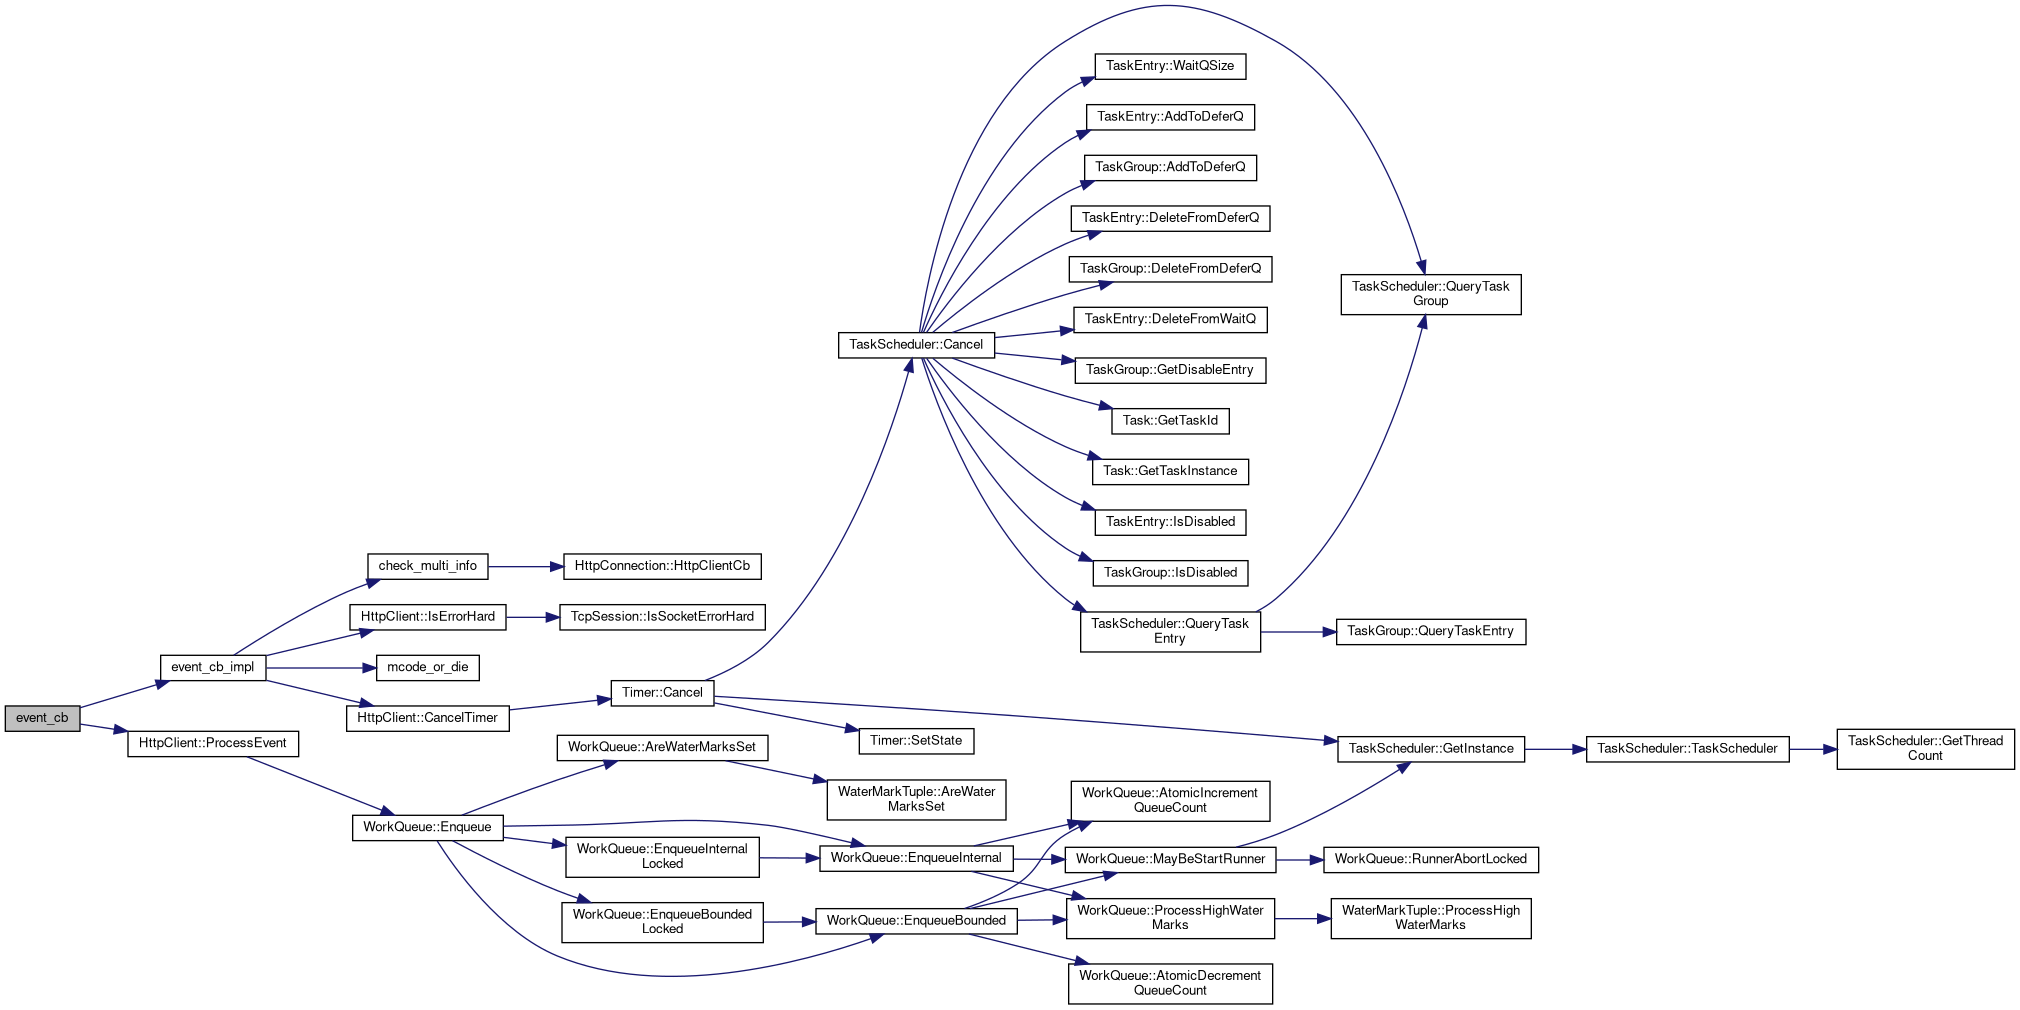 TaskEntry::WaitQSize
TaskEntry::AddToDeferQ
TaskGroup::AddToDeferQ
TaskEntry::DeleteFromDeferQ
TaskGroup::DeleteFromDeferQ
TaskScheduler::QueryTask
Group
TaskEntry::DeleteFromWaitQ
TaskScheduler::Cancel
TaskGroup::GetDisableEntry
Task::GetTaskId
Task::GetTaskInstance
TaskEntry::IsDisabled
check_multi_info
HttpConnection::HttpClientCb
TaskGroup::IsDisabled
HttpClient::IsErrorHard
TcpSession::IsSocketErrorHard
TaskScheduler::QueryTask
Entry
TaskGroup::QueryTaskEntry
event_cb_impl
mcode_or_die
Timer::Cancel
event_cb
HttpClient::CancelTimer
HttpClient::ProcessEvent
Timer::SetState
WorkQueue::AreWaterMarksSet
TaskScheduler::GetInstance
TaskScheduler::TaskScheduler
TaskScheduler::GetThread
Count
WaterMarkTuple::AreWater
MarksSet
WorkQueue::AtomicIncrement
QueueCount
WorkQueue::Enqueue
WorkQueue::EnqueueInternal
Locked
WorkQueue::EnqueueInternal
WorkQueue::MayBeStartRunner
WorkQueue::RunnerAbortLocked
WorkQueue::EnqueueBounded
Locked
WorkQueue::EnqueueBounded
WorkQueue::ProcessHighWater
Marks
WaterMarkTuple::ProcessHigh
WaterMarks
WorkQueue::AtomicDecrement
QueueCount